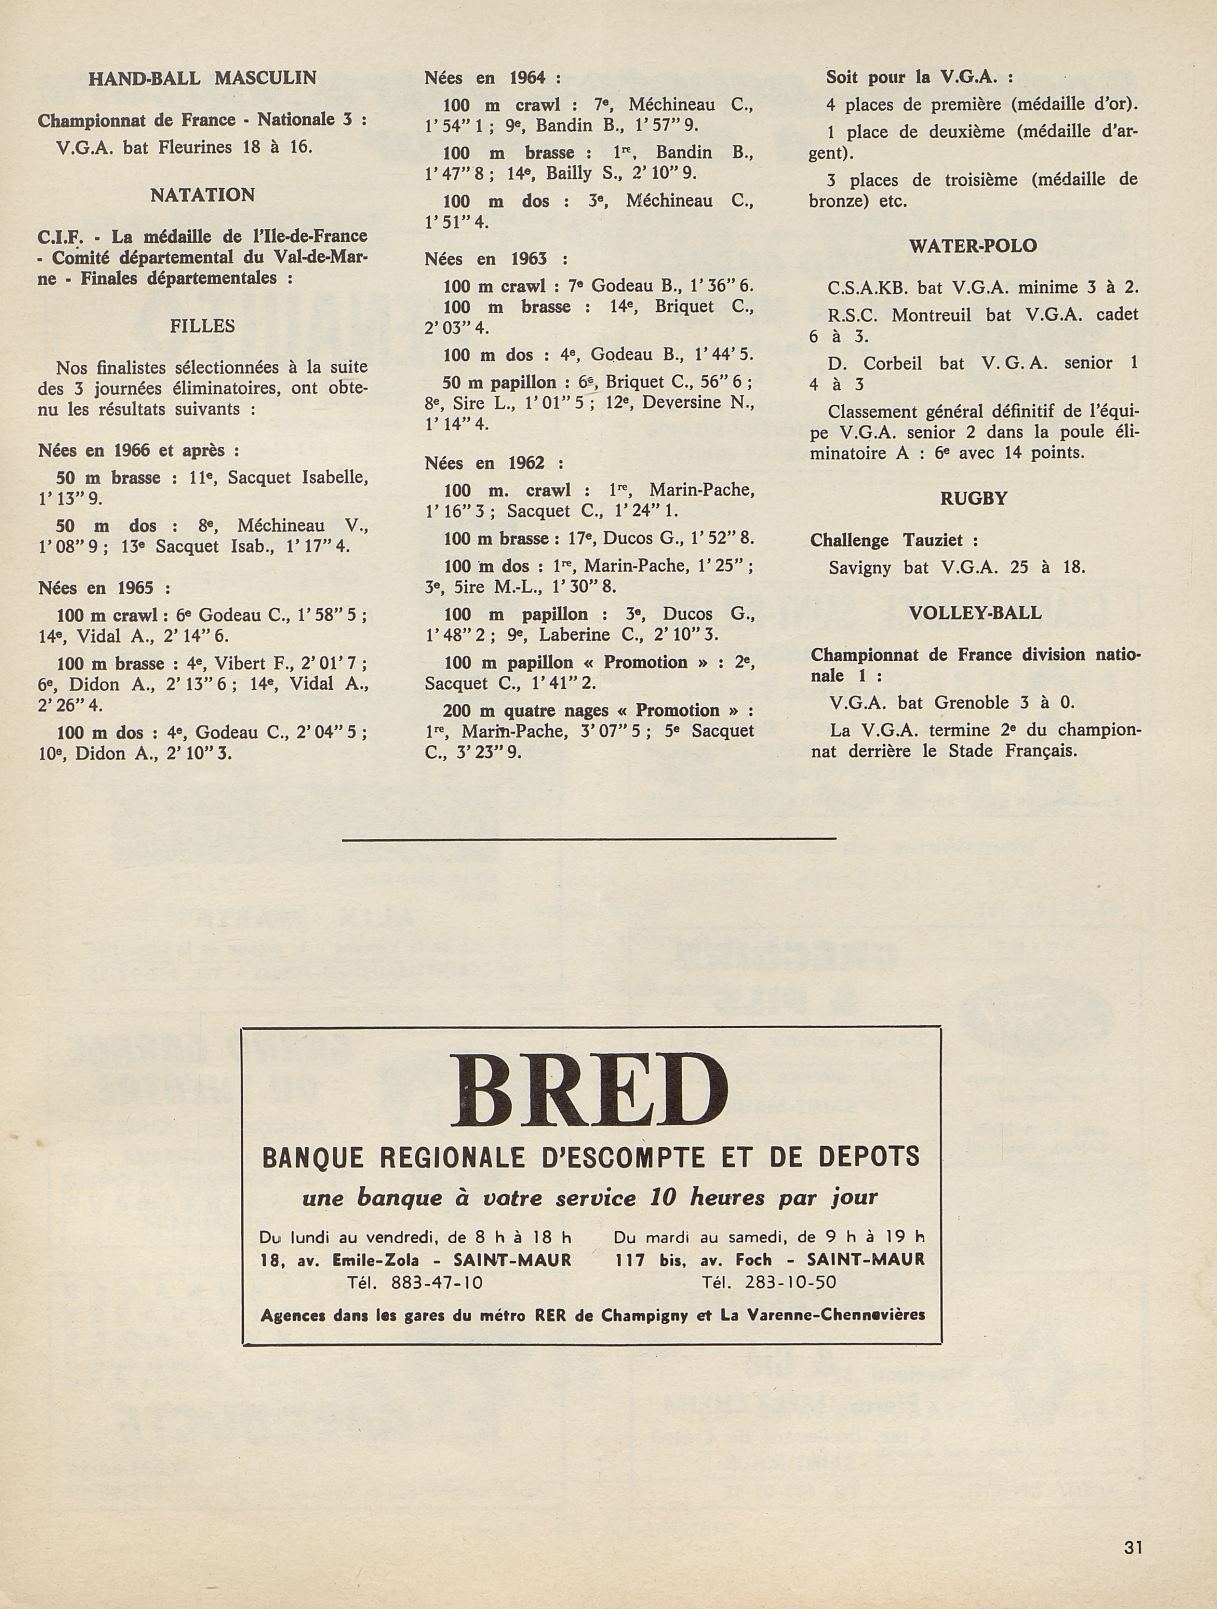 HAND-BALL MASCULIN
Championnat de France - Nationale 3 :
V.G.A. bat Fleurines 18 à 16.
NATATION
C.I.F. - La médaille de l'Ile-de-France
- Comité départemental du Val-de-Mar-
ne - Finales départementales :
FILLES
Nos finalistes sélectionnées à la suite
des 3 journées éliminatoires, ont obte-
nu les résultats suivants :
Nées en 1966 et après :
50 m brasse : 11e, Sacquet Isabelle,
1' 13" 9.
50 m dos : 8e, Méchineau V.,
1' 08" 9 ; 13e Sacquet Isab., 1' 17" 4.
Nées en 1965 :
100 m crawl : 6e Godeau C., 1' 58" 5 ;
14e, Vidal A., 2' 14" 6.
100 m brasse : 4e, Vibert F., 2' 01' 7 ;
6e, Didon A., 2' 13" 6 ; 14e, Vidal A.,
2' 26" 4.
100 m dos : 4e, Godeau C., 2' 04" 5 ;
10e, Didon A., 2' 10" 3.
Nées en 1964 :
100 m crawl : 7e, Méchineau C.,
1' 54" 1 ; 9e, Bandin B., 1' 57" 9.
100 m brasse : 1re, Bandin B.,
1' 47" 8 ; 14e, Bailly S., 2' 10" 9.
100 m dos : 3e, Méchineau C.,
1' 51" 4.
Nées en 1963 :
100 m crawl : 7e Godeau B., 1' 36" 6.
100 m brasse : 14e, Briquet C.,
2' 03" 4.
100 m dos : 4e, Godeau B., 1' 44' 5.
50 m papillon : 6e, Briquet C., 56" 6 ;
8e, Sire L., 1' 01" 5 ; 12e, Deversine N.,
1' 14" 4.
Nées en 1962 :
100 m. crawl : 1re, Marin-Pache,
1' 16" 3 ; Sacquet C., 1' 24" 1.
100 m brasse : 17e, Ducos G., 1' 52" 8.
100 m dos : 1re, Marin-Pache, 1' 25" ;
3e, 5ire M.-L., 1' 30" 8.
100 m papillon : 3e, Ducos G.,
1' 48" 2 ; 9e, Laberine C., 2' 10" 3.
100 m papillon « Promotion » : 2e,
Sacquet C., 1' 41" 2.
200 m quatre nages « Promotion » :
1re, Marin-Pache, 3' 07" 5 ; 5e Sacquet
C., 3' 23" 9.
Soit pour la V.G.A. :
4 places de première (médaille d'or).
1 place de deuxième (médaille d'ar-
gent).
3 places de troisième (médaille de
bronze) etc.
WATER-POLO
C.S.A.KB. bat V.G.A. minime 3 à 2.
R.S.C. Montreuil bat V.G.A. cadet
6 à 3.
D. Corbeil bat V. G. A. senior 1
4 à 3
Classement général définitif de l'équi-
pe V.G.A. senior 2 dans la poule éli-
minatoire A : 6e avec 14 points.
RUGBY
Challenge Tauziet :
Savigny bat V.G.A. 25 à 18.
VOLLEY-BALL
Championnat de France division natio-
nale 1 :
V.G.A. bat Grenoble 3 à 0.
La V.G.A. termine 2e du champion-
nat derrière le Stade Français.
BRED
BANQUE REGIONALE D'ESCOMPTE ET DE DEPOTS
une banque à votre service 10 heures par jour
Du lundi au vendredi, de 8 h à 18 h
18, av. Emile-Zola - SAINT-MAUR
Tél. 883-47-10
Du mardi au samedi, de 9 h à 19 h
117 bis, av. Foch - SAINT-MAUR
Tél. 283-10-50
Agences dans les gares du métro RER de Champigny et La Varenne-Chennevières
31